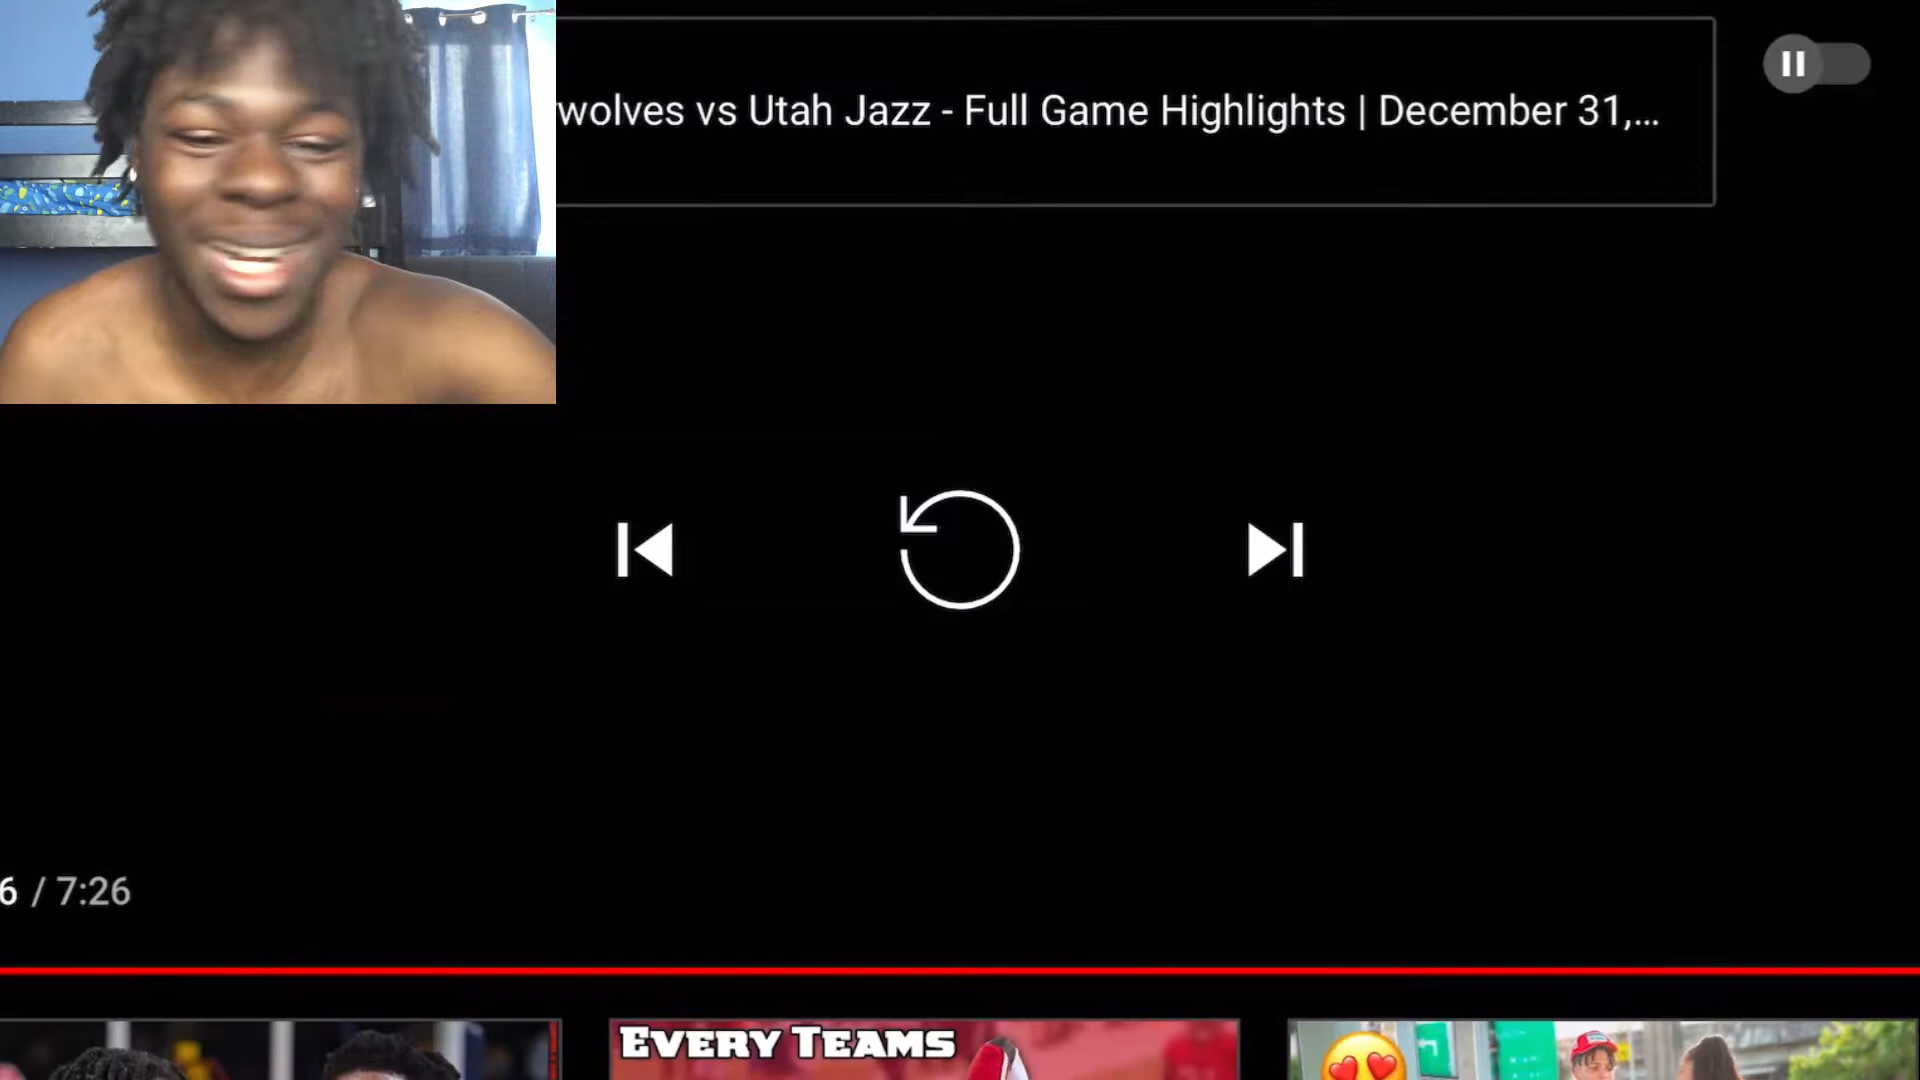 wolves vs Utah Jazz - Full Game Highlights | December 31,...
6 / 7:26
EVERY TEAMS